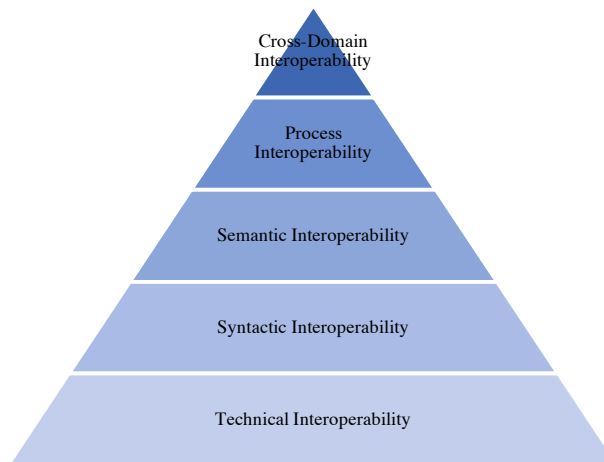 Cross-Domain
Interoperability
Process
Interoperability
Semantic Interoperability
Syntactic Interoperability
Technical Interoperability